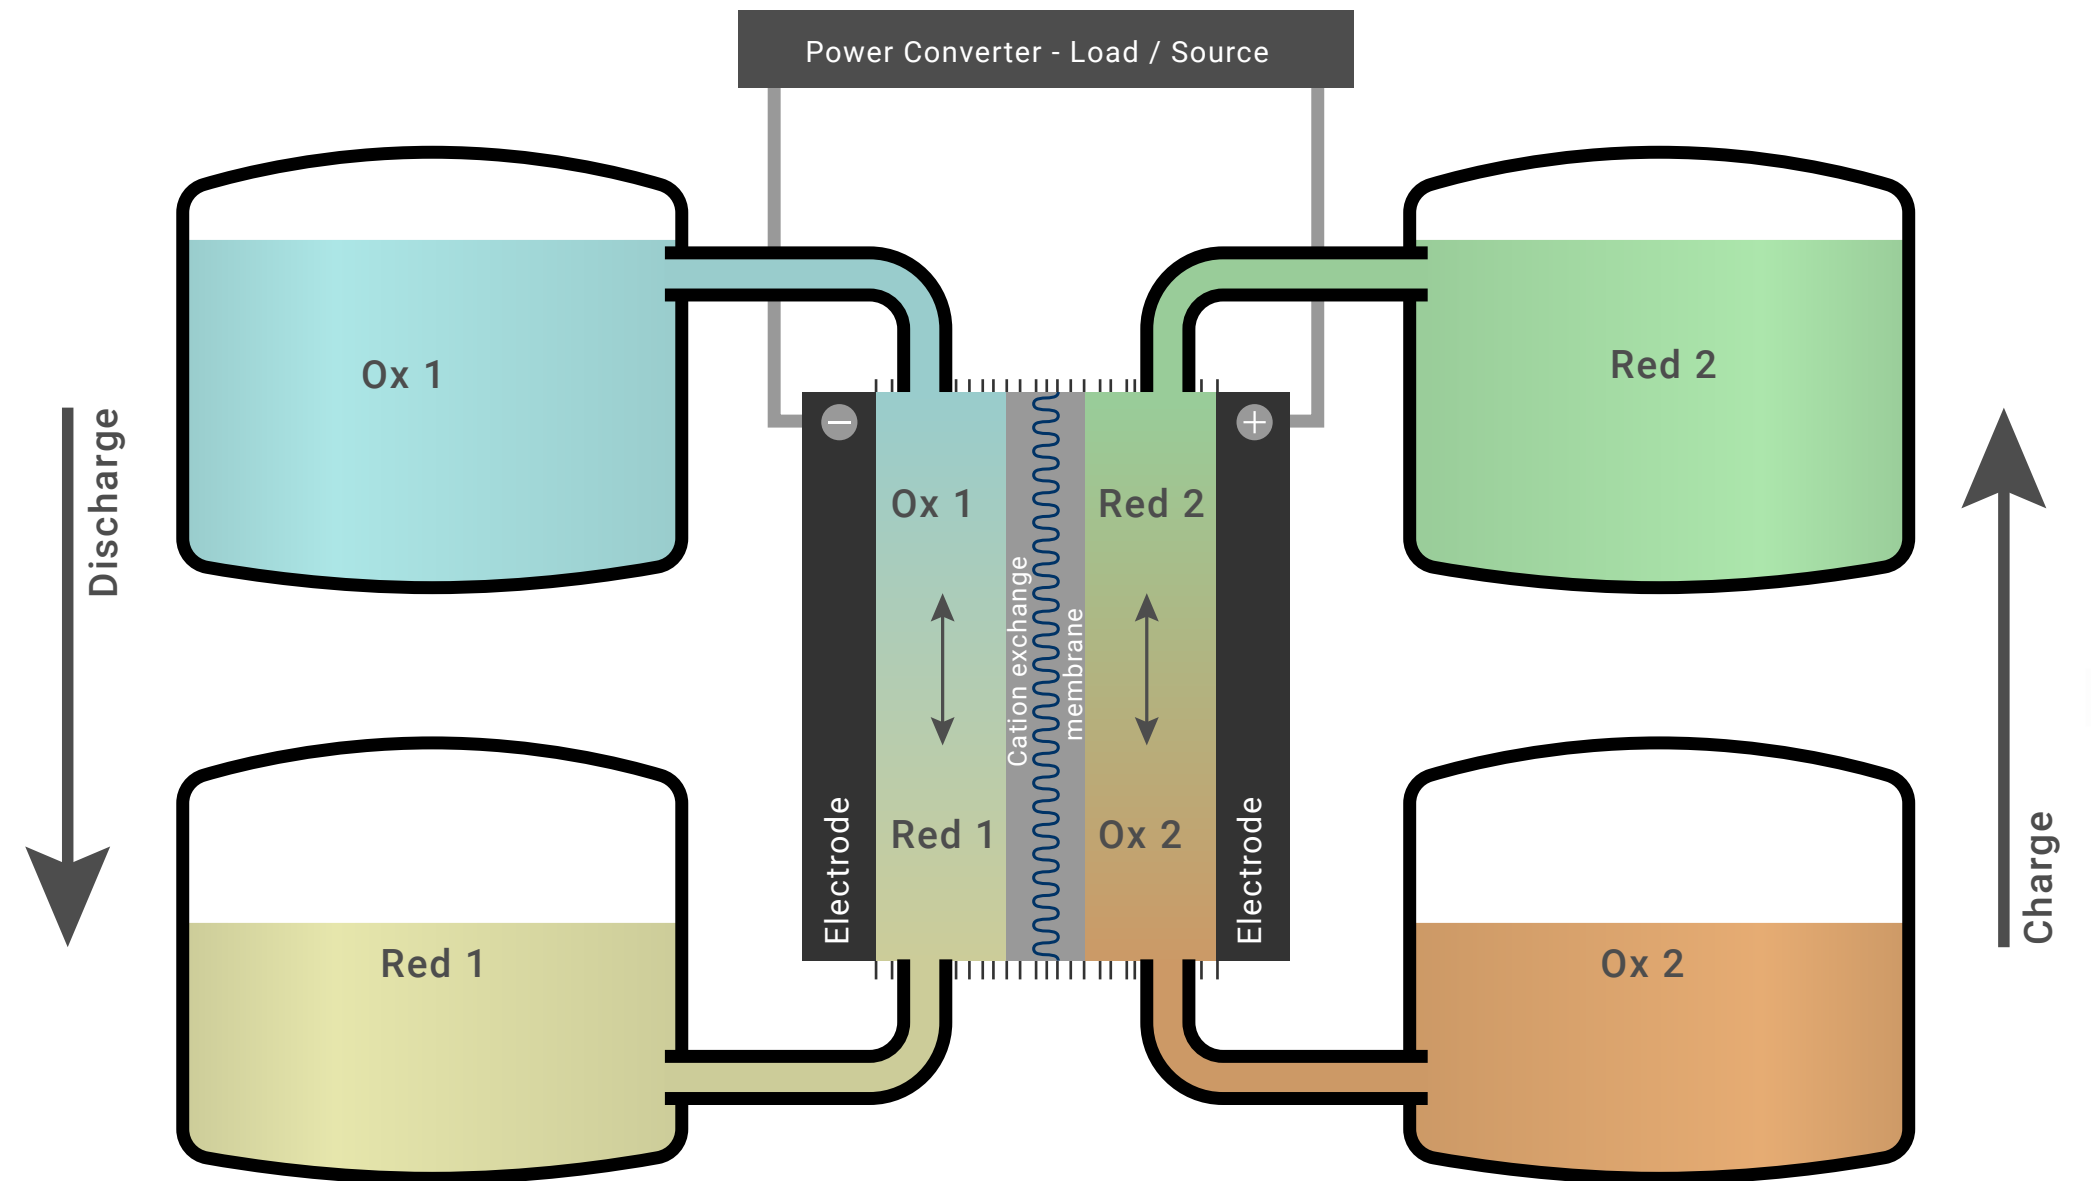 Power Converter - Load / Source
Ox 1
Red 2
Discharge
Ox 1
Red 2
Cation exchange
membrane
Red 1
Ox 2
Electrode
Electrode
Charge
Red 1
Ox 2